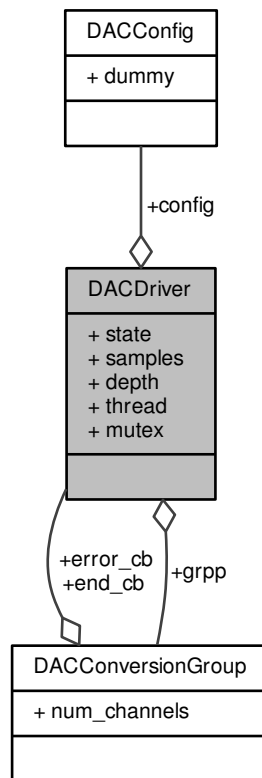 DACConfig
+ dummy
+config
DACDriver
+ state
+ samples
+ depth
+ thread
+ mutex
+error_cb
+end_cb
+grpp
DACConversionGroup
+ num_channels